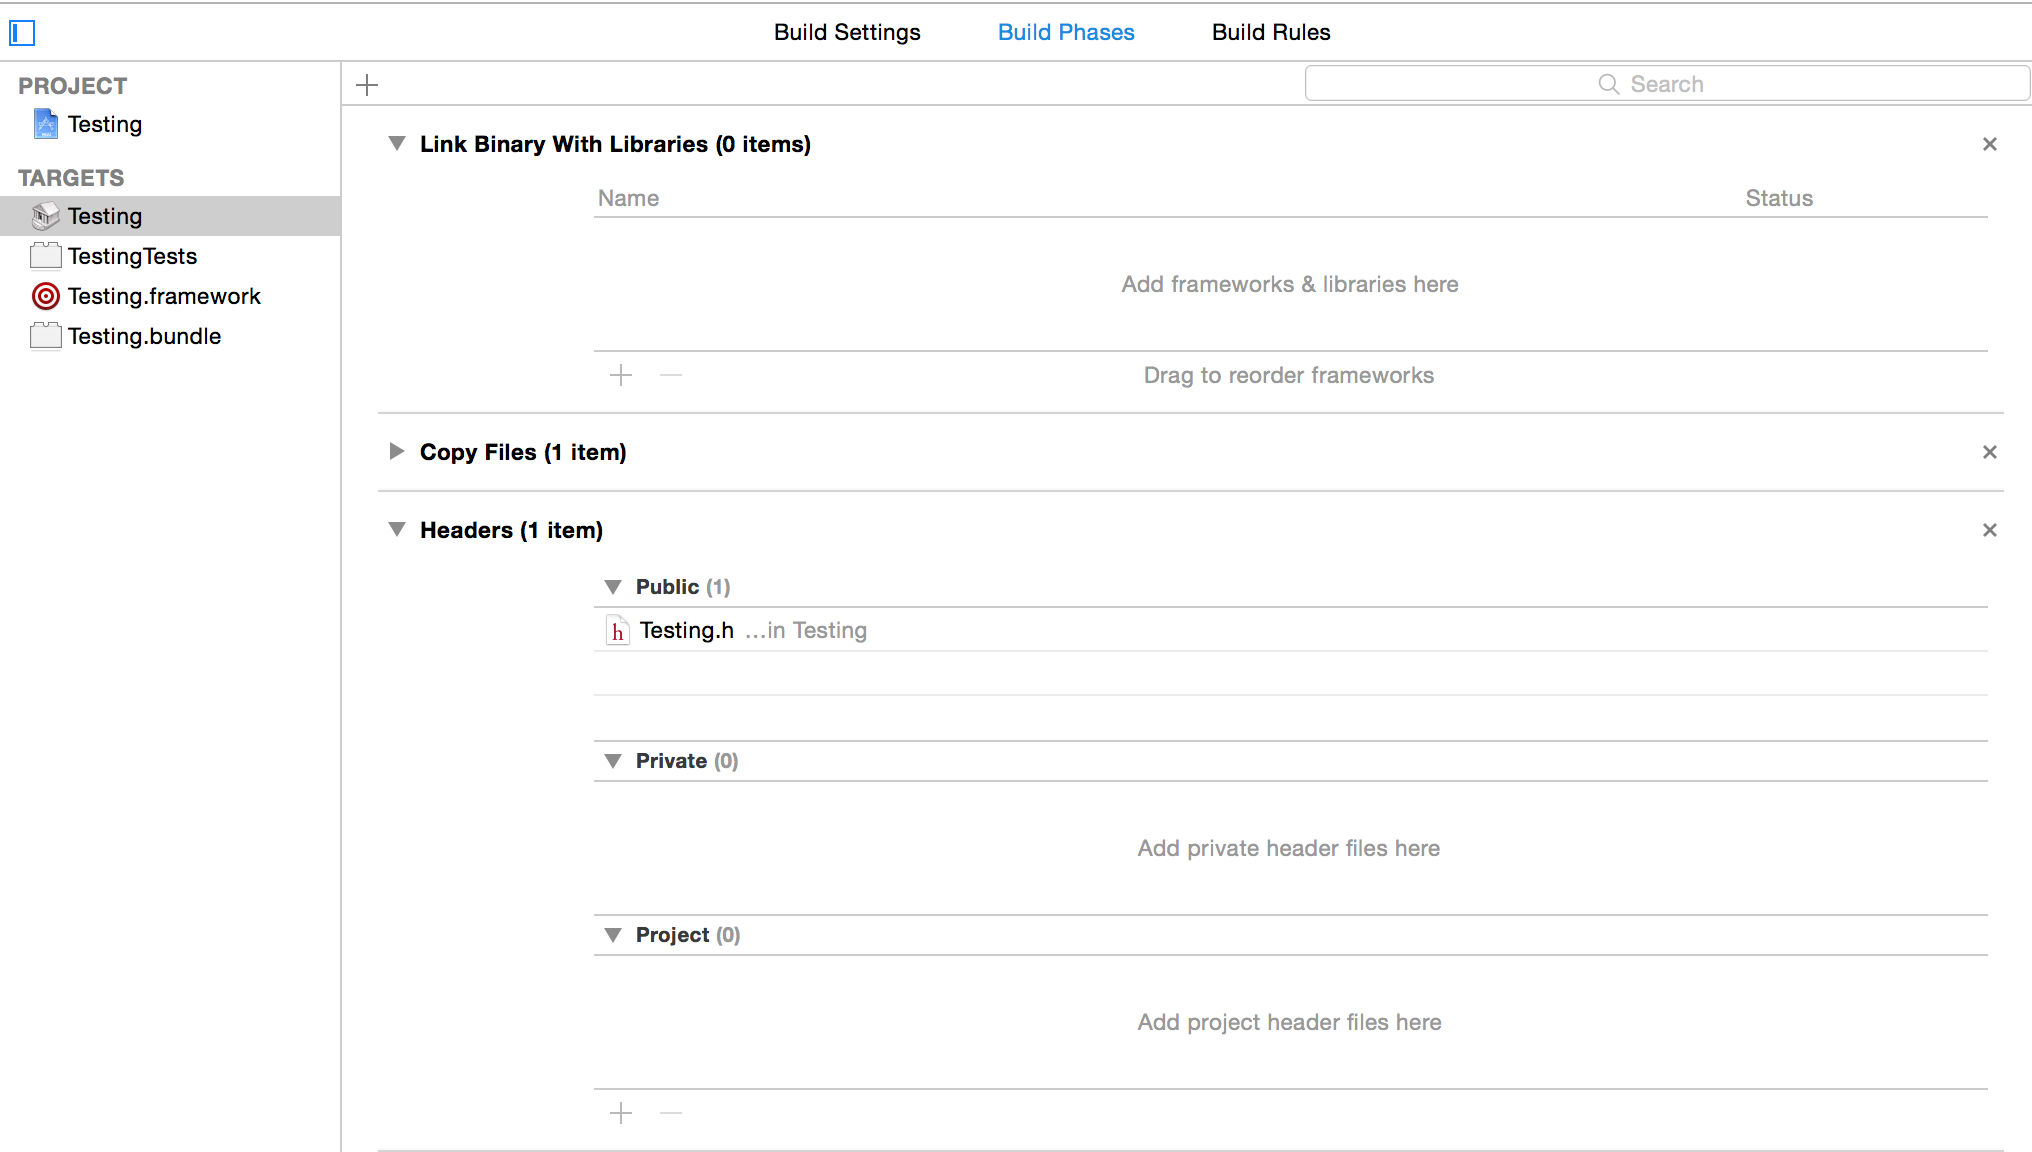 Build Settings Build Phases Build Rules
PROJECT
Testing
TARGETS
Testing
TestingTests
Testing.framework
Testing.bundle
Search
Link Binary With Libraries (0 items)
Name Status
Add frameworks & libraries here
Drag to reorder frameworks
Copy Files (1 item)
Headers (1 item)
Public (1)
h Testing.h ...in Testing
Private (0)
Add private header files here
Project (0)
Add project header files here